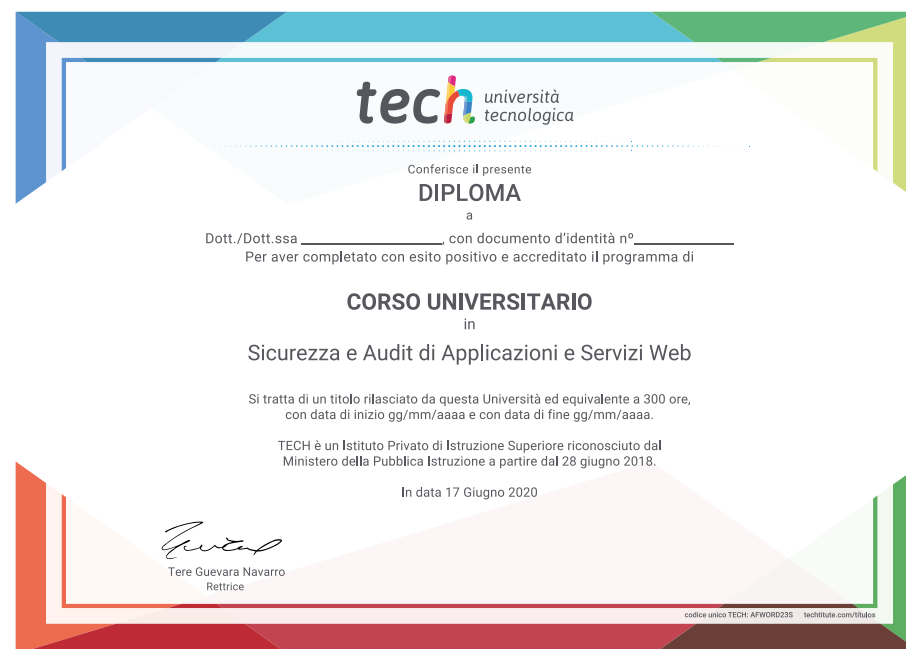 tech università
tecnologica
Conferisce il presente
DIPLOMA
a
Dott./Dott.ssa ____________________, con documento d'identità nº______________
Per aver completato con esito positivo e accreditato il programma di
CORSO UNIVERSITARIO
in
Sicurezza e Audit di Applicazioni e Servizi Web
Si tratta di un titolo rilasciato da questa Università ed equivalente a 300 ore,
con data di inizio gg/mm/aaaa e con data di fine gg/mm/aaaa.
TECH è un Istituto Privato di Istruzione Superiore riconosciuto dal
Ministero della Pubblica Istruzione a partire dal 28 giugno 2018.
In data 17 Giugno 2020
Tere Guevara Navarro
Rettrice
codice unico TECH: AFWORD23S techtitute.com/titulos